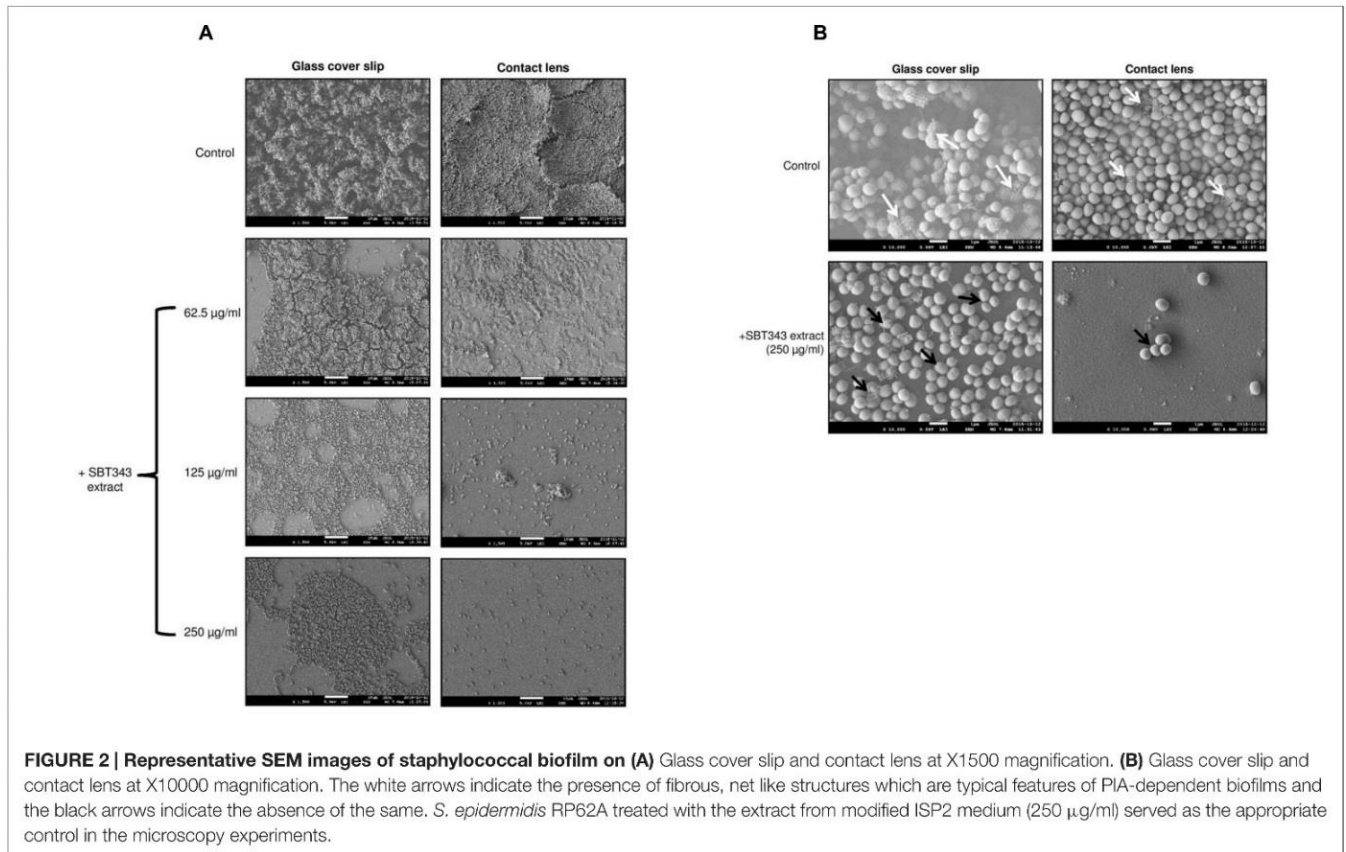 A
B
Glass cover slip
Contact lens
Glass cover slip
Contact lens
Control
Control
62.5 µg/ml
+SBT343 extract
(250 µg/ml)
125 µg/ml
+ SBT343
extract
250 µg/ml
FIGURE 2 | Representative SEM images of staphylococcal biofilm on (A) Glass cover slip and contact lens at X1500 magnification. (B) Glass cover slip and
contact lens at X10000 magnification. The white arrows indicate the presence of fibrous, net like structures which are typical features of PIA-dependent biofilms and
the black arrows indicate the absence of the same. S. epidermidis RP62A treated with the extract from modified ISP2 medium (250 µg/ml) served as the appropriate
control in the microscopy experiments.